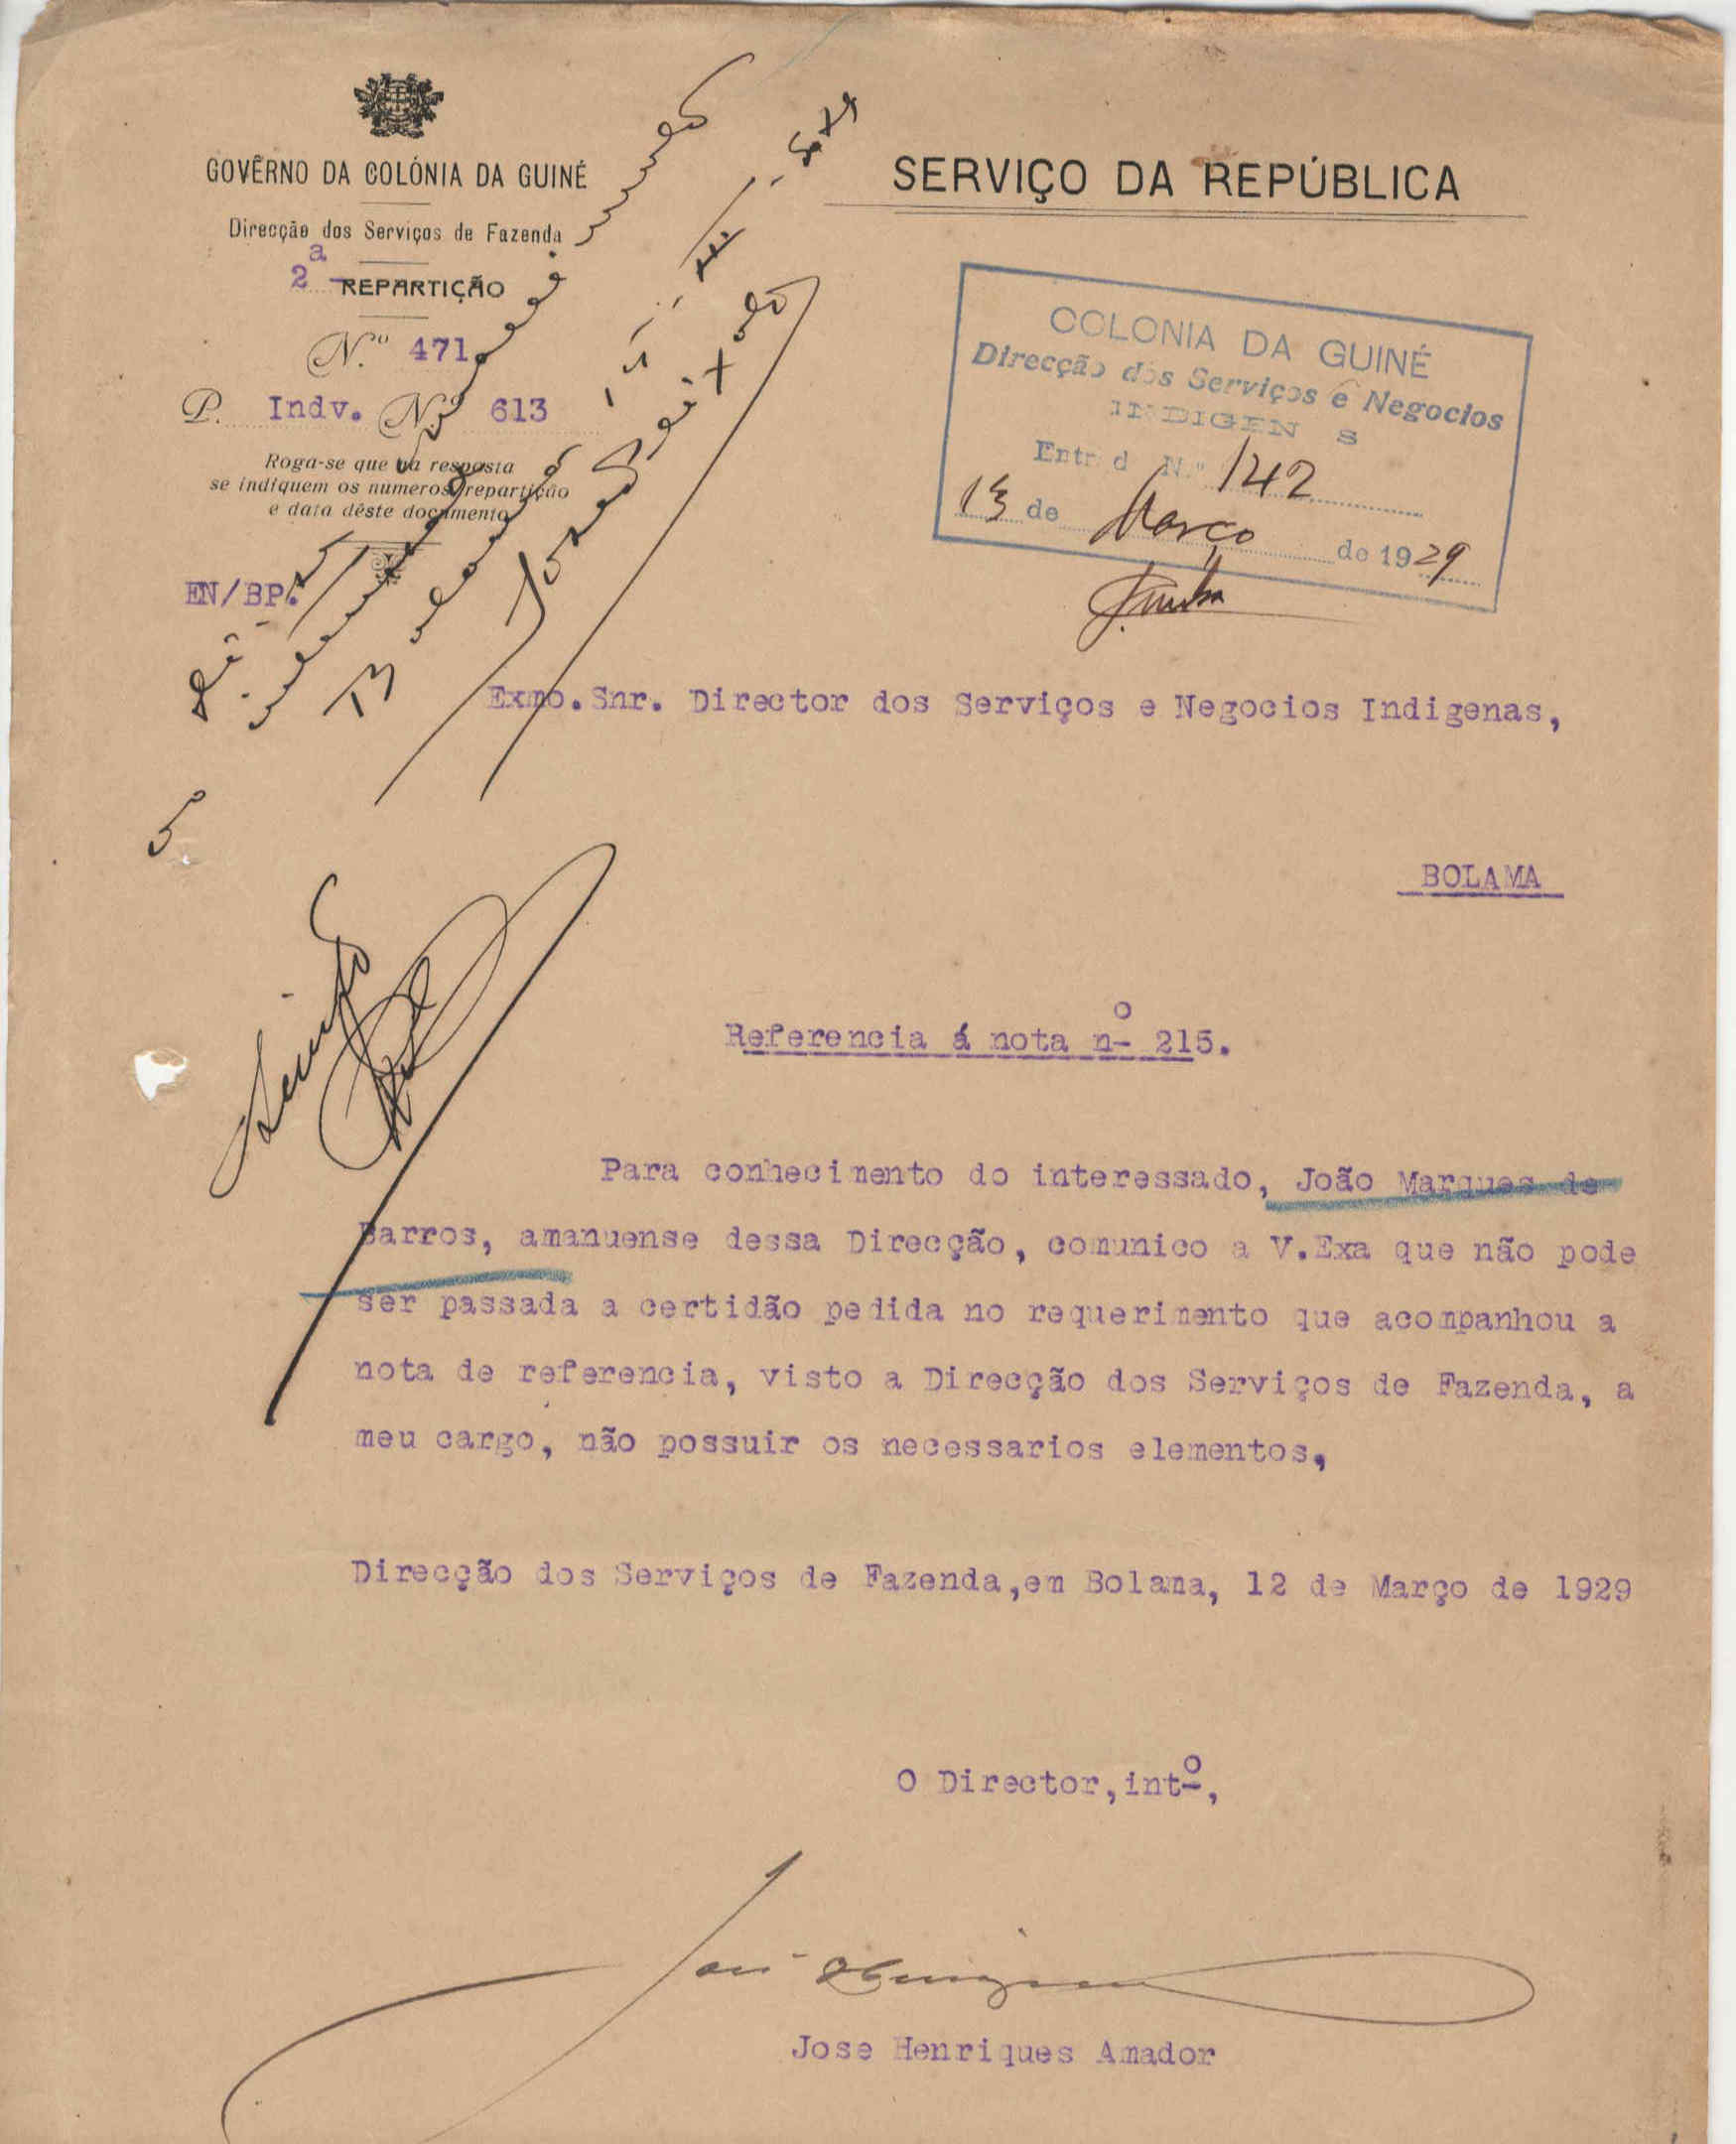 GOVÊRNO DA COLÓNIA DA GUINÉ
Direcção dos Serviços de Fazenda
2ª REPARTIÇÃO
N.º 471
P. Indv. N.º 613
Roga-se que na resposta
se indiquem os numeros, repartição
e data dêste documento
EN/BP.
SERVIÇO DA REPÚBLICA
COLONIA DA GUINÉ
Direcção dos Serviços e Negocios
INDIGEN S
Entr d N.º 142
13 de Março de 1929
Exmo. Snr. Director dos Serviços e Negocios Indigenas,
BOLAMA
Referencia á nota nº 215.
Para conhecimento do interessado, João Marques de
Barros, amanuense dessa Direcção, comunico a V.Exa que não pode
ser passada a certidão pedida no requerimento que acompanhou a
nota de referencia, visto a Direcção dos Serviços de Fazenda, a
meu cargo, não possuir os necessarios elementos,
Direcção dos Serviços de Fazenda,em Bolama, 12 de Março de 1929
O Director,intº,
José Henriques
Jose Henriques Amador